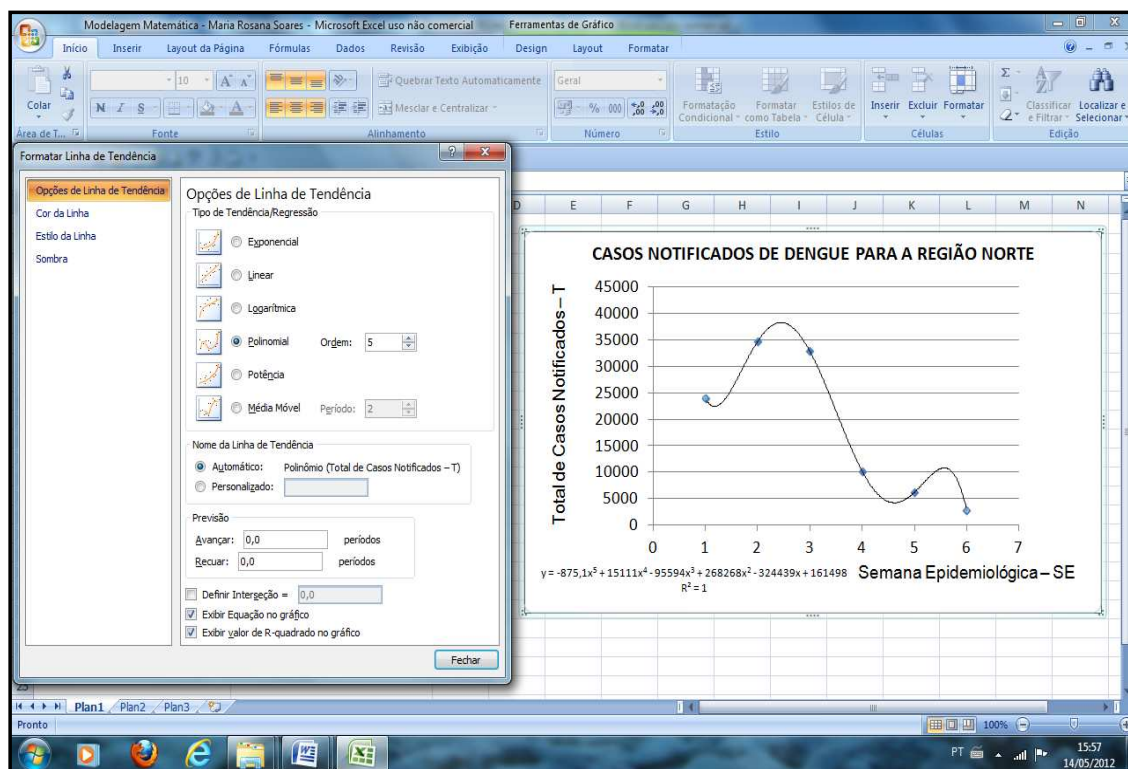 Modelagem Matemática - Maria Rosana Soares - Microsoft Excel uso não comercial
Ferramentas de Gráfico
Início Inserir Layout da Página Fórmulas Dados Revisão Exibição Design Layout Formatar
Colar
10
Quebrar Texto Automaticamente
Geral
N I S
Mesclar e Centralizar
% 000
Formatação Condicional
Formatar como Tabela
Estilos de Célula
Inserir Excluir Formatar
Classificar e Filtrar
Localizar e Selecionar
Área de T... Fonte Alinhamento Número Estilo Células Edição
Formatar Linha de Tendência
Opções de Linha de Tendência
Cor da Linha
Estilo da Linha
Sombra
Opções de Linha de Tendência
Tipo de Tendência/Regressão
Exponencial
Linear
Logarítmica
Polinomial Ordem: 5
Potência
Média Móvel Período: 2
Nome da Linha de Tendência
Automático: Polinômio (Total de Casos Notificados – T)
Personalizado:
Previsão
Avançar: 0,0 períodos
Recuar: 0,0 períodos
Definir Interseção = 0,0
Exibir Equação no gráfico
Exibir valor de R-quadrado no gráfico
Fechar
D E F G H I J K L M N
CASOS NOTIFICADOS DE DENGUE PARA A REGIÃO NORTE
Total de Casos Notificados – T
45000
40000
35000
30000
25000
20000
15000
10000
5000
0
0 1 2 3 4 5 6 7
y = -875,1x⁵ + 15111x⁴ - 95594x³ + 268268x² - 324439x + 161498
R² = 1
Semana Epidemiológica – SE
Plan1 Plan2 Plan3
Pronto
100%
PT
15:57
14/05/2012